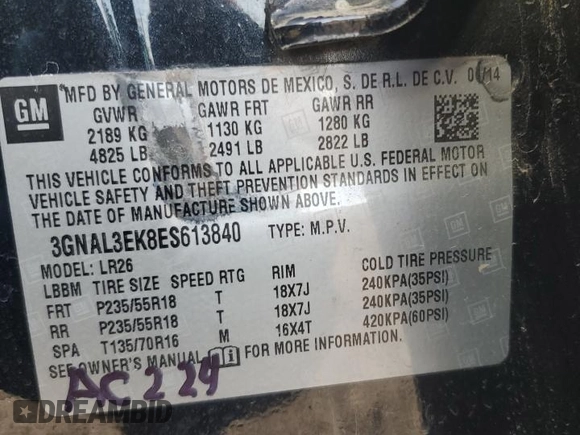 GM
MFD BY GENERAL MOTORS DE MEXICO, S. DE R.L. DE C.V.
GVWR GAWR FRT GAWR RR
2189 KG 1130 KG 1280 KG
4825 LB 2491 LB 2822 LB
THIS VEHICLE CONFORMS TO ALL APPLICABLE U.S. FEDERAL MOTOR
VEHICLE SAFETY AND THEFT PREVENTION STANDARDS IN EFFECT ON
THE DATE OF MANUFACTURE SHOWN ABOVE.
3GNAL3EK8ES613840 TYPE: M.P.V.
MODEL: LR26
LBBM TIRE SIZE SPEED RTG RIM COLD TIRE PRESSURE
FRT P235/55R18 T 18X7J 240KPA(35PSI)
RR P235/55R18 T 18X7J 240KPA(35PSI)
SPA T135/70R16 M 16X4T 420KPA(60PSI)
SEE OWNER'S MANUAL FOR MORE INFORMATION.
AC 224
DREAMBID